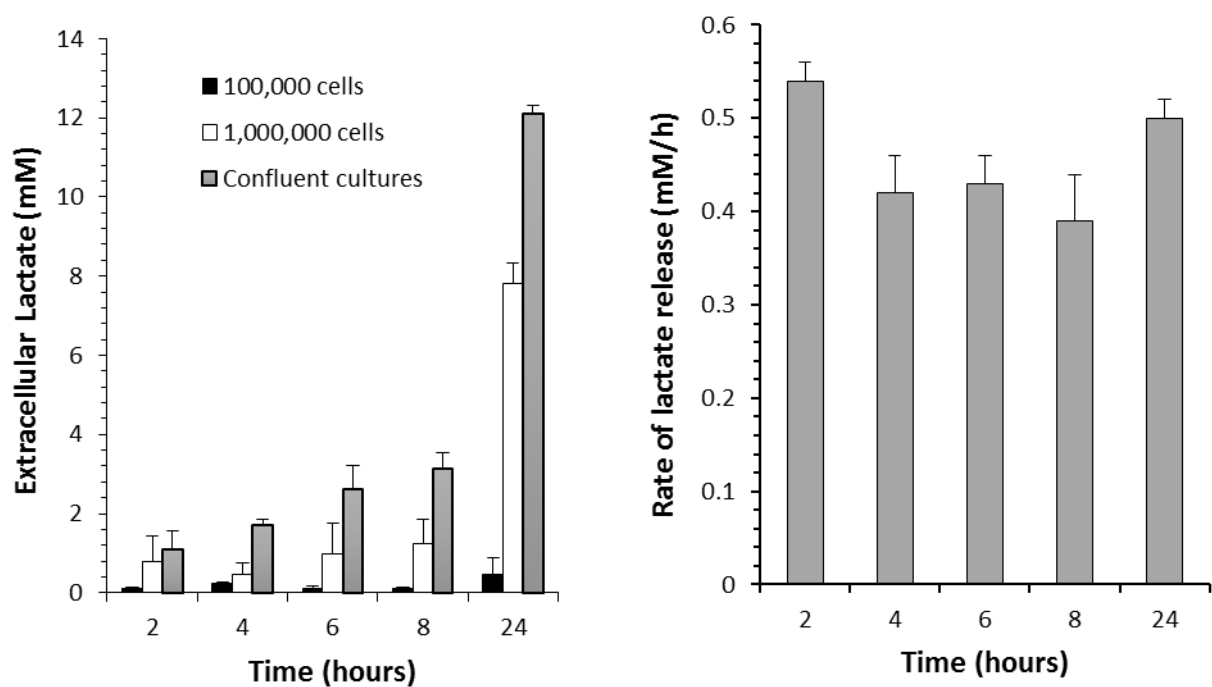 Extracellular Lactate (mM)
14
12
10
8
6
4
2
0
100,000 cells
1,000,000 cells
Confluent cultures
2 4 6 8 24
Time (hours)
Rate of lactate release (mM/h)
0.6
0.5
0.4
0.3
0.2
0.1
0
2 4 6 8 24
Time (hours)